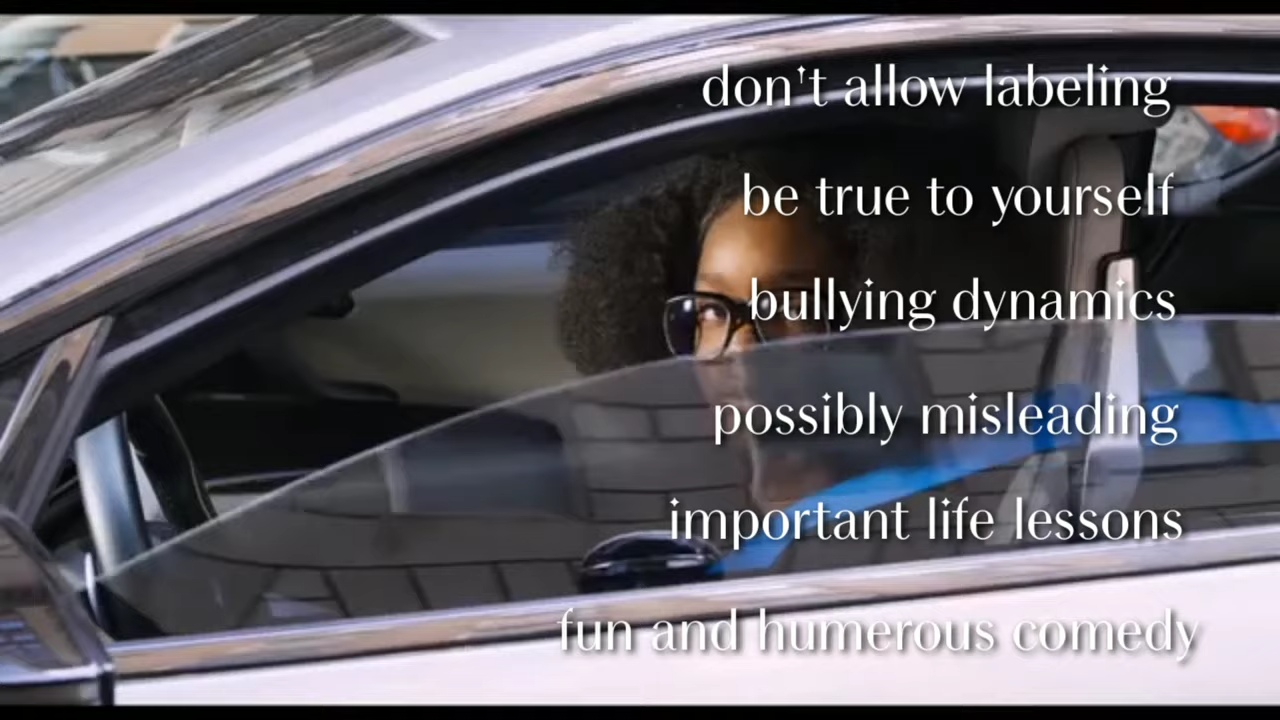 don't allow labeling
be true to yourself
bullying dynamics
possibly misleading
important life lessons
fun and humerous comedy